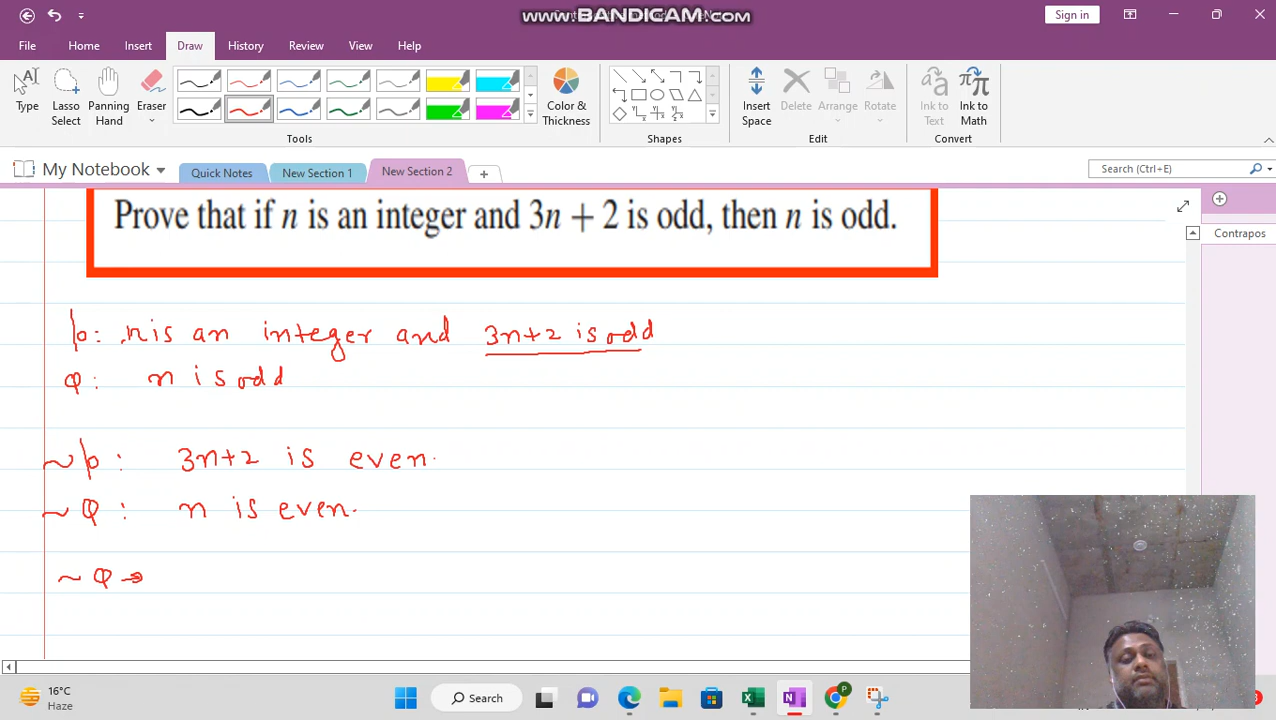 www.BANDICAM.com
Sign in
File Home Insert Draw History Review View Help
Type
Lasso Select
Panning Hand
Eraser
Color & Thickness
Insert Space
Delete
Arrange
Rotate
Ink to Text
Ink to Math
Tools
Shapes
Edit
Convert
My Notebook
Quick Notes
New Section 1
New Section 2
Search (Ctrl+E)
Contrapos
Prove that if n is an integer and 3n + 2 is odd, then n is odd.
p: n is an integer and 3n+2 is odd
Q: n is odd
~p: 3n+2 is even.
~Q: n is even.
~Q →
16°C
Haze
Search